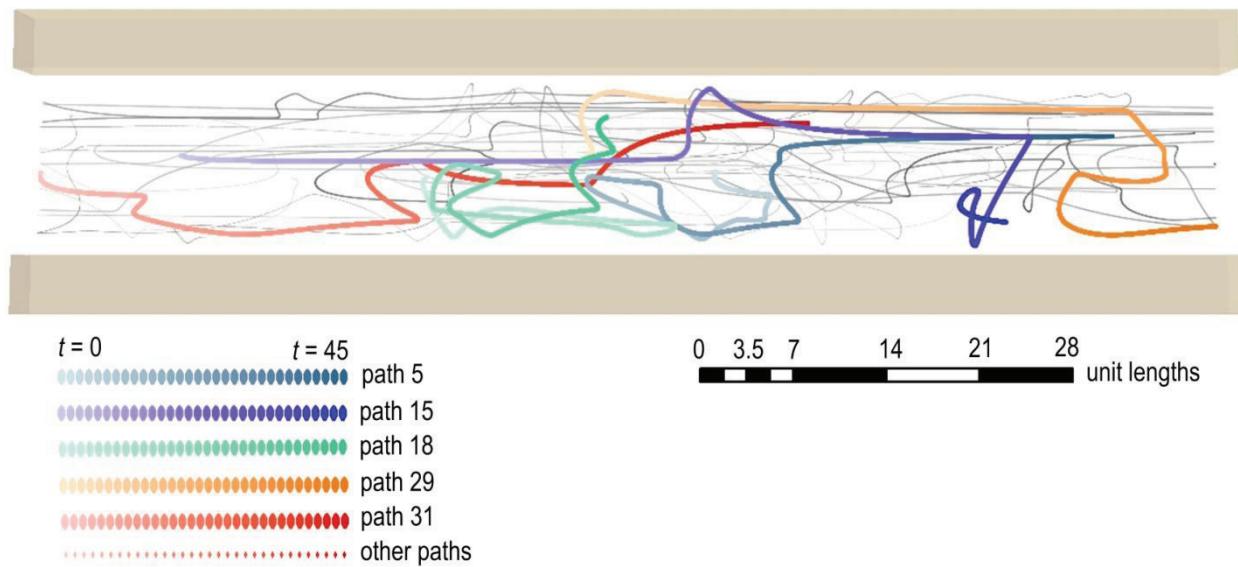 t = 0 t = 45
path 5
path 15
path 18
path 29
path 31
other paths
0 3.5 7 14 21 28
unit lengths